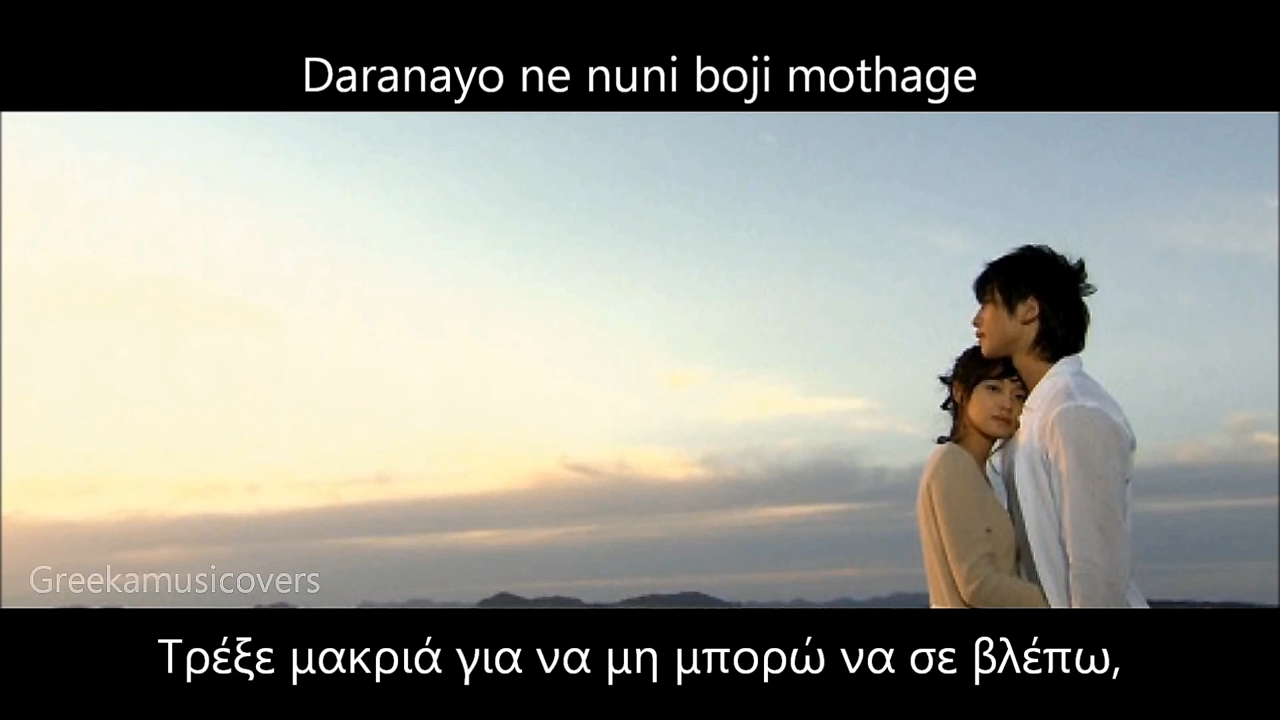 Daranayo ne nuni boji mothage
Greekamusicovers
Τρέξε μακριά για να μη μπορώ να σε βλέπω,